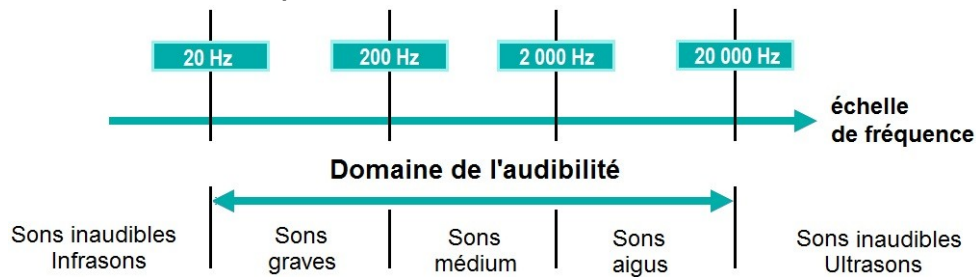 20 Hz
200 Hz
2 000 Hz
20 000 Hz
échelle
de fréquence
Domaine de l'audibilité
Sons inaudibles
Infrasons
Sons
graves
Sons
médium
Sons
aigus
Sons inaudibles
Ultrasons